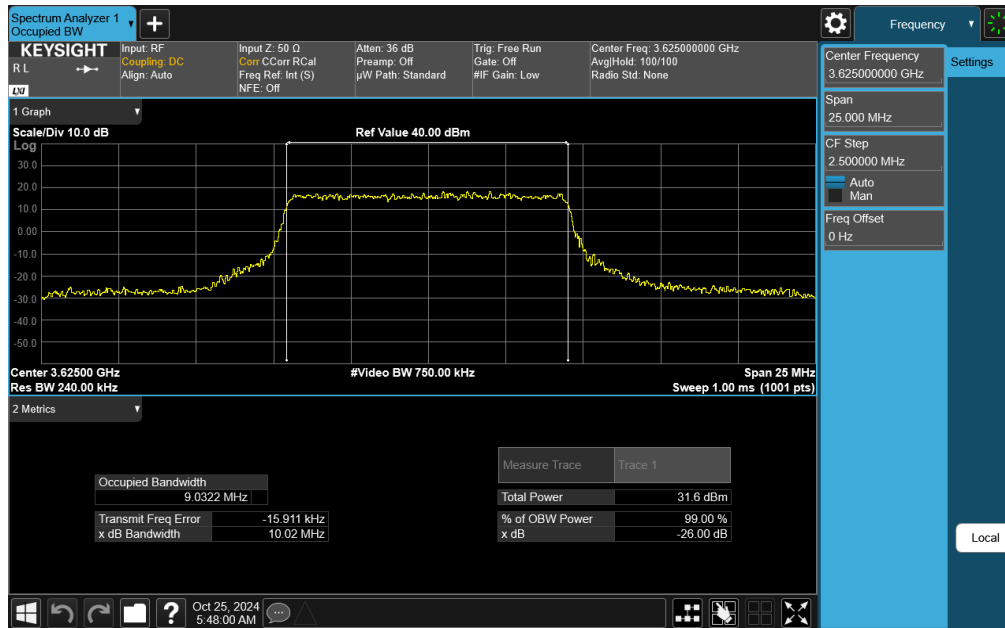 Spectrum Analyzer 1
Occupied BW
Frequency
KEYSIGHT
R L
LXI
Input: RF
Coupling: DC
Align: Auto
Input Z: 50 Ω
Corr CCorr RCal
Freq Ref: Int (S)
NFE: Off
Atten: 36 dB
Preamp: Off
µW Path: Standard
Trig: Free Run
Gate: Off
#IF Gain: Low
Center Freq: 3.625000000 GHz
Avg|Hold: 100/100
Radio Std: None
Center Frequency
3.625000000 GHz
Settings
Span
25.000 MHz
CF Step
2.500000 MHz
Auto
Man
Freq Offset
0 Hz
Local
1 Graph
Scale/Div 10.0 dB
Ref Value 40.00 dBm
Log
30.0
20.0
10.0
0.00
-10.0
-20.0
-30.0
-40.0
-50.0
Center 3.62500 GHz
#Video BW 750.00 kHz
Span 25 MHz
Res BW 240.00 kHz
Sweep 1.00 ms (1001 pts)
2 Metrics
Measure Trace
Trace 1
Occupied Bandwidth
9.0322 MHz
Total Power
31.6 dBm
Transmit Freq Error
-15.911 kHz
% of OBW Power
99.00 %
x dB Bandwidth
10.02 MHz
x dB
-26.00 dB
?
Oct 25, 2024
5:48:00 AM